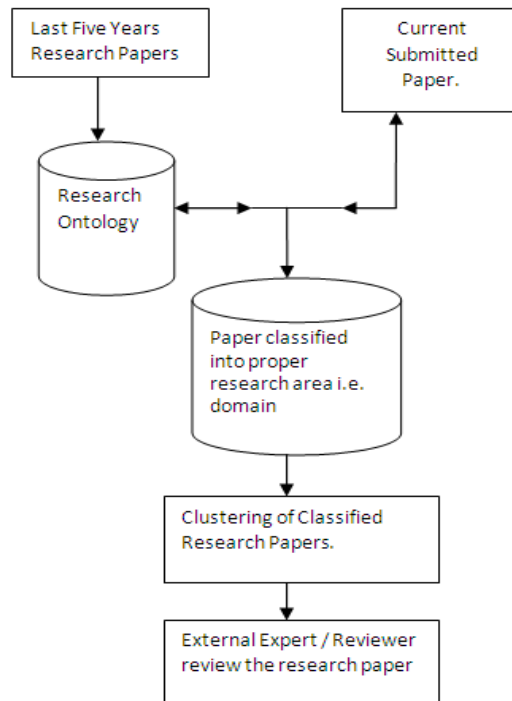 Last Five Years
Research Papers
Current
Submitted
Paper.
Research
Ontology
Paper classified
into proper
research area i.e.
domain
Clustering of Classified
Research Papers.
External Expert / Reviewer
review the research paper